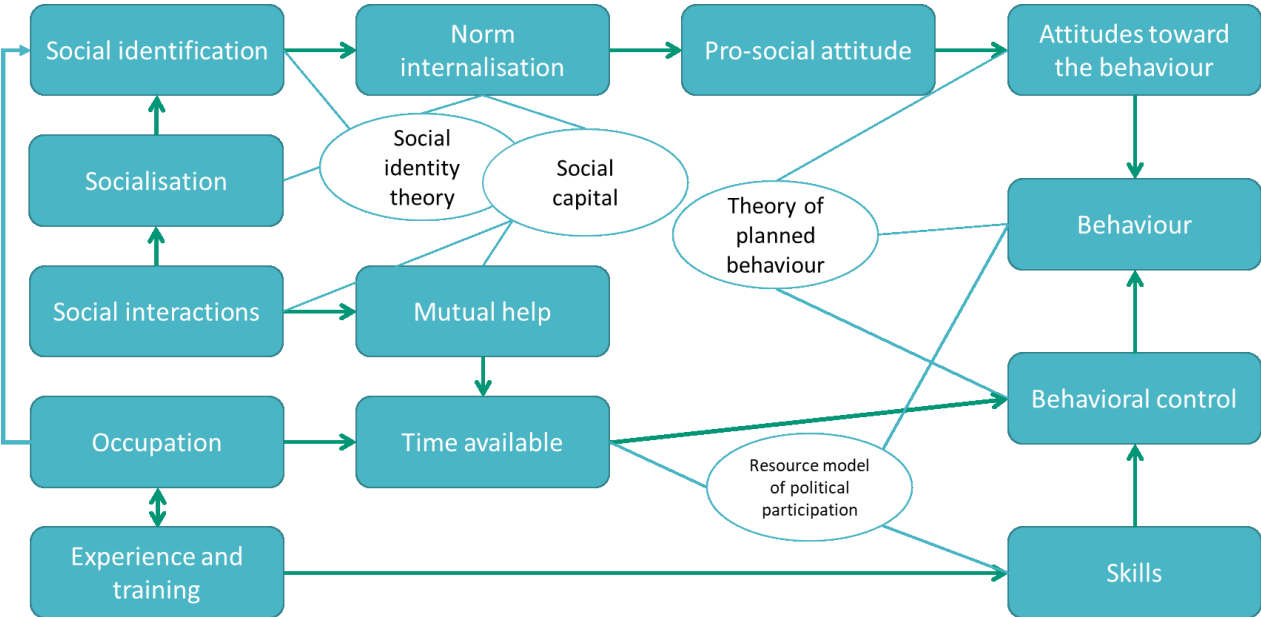 Social identification
Norm
internalisation
Pro-social attitude
Attitudes toward
the behaviour
Social
identity
theory
Social
capital
Socialisation
Theory of
planned
behaviour
Behaviour
Social interactions
Mutual help
Behavioral control
Occupation
Time available
Resource model
of political
participation
Experience and
training
Skills